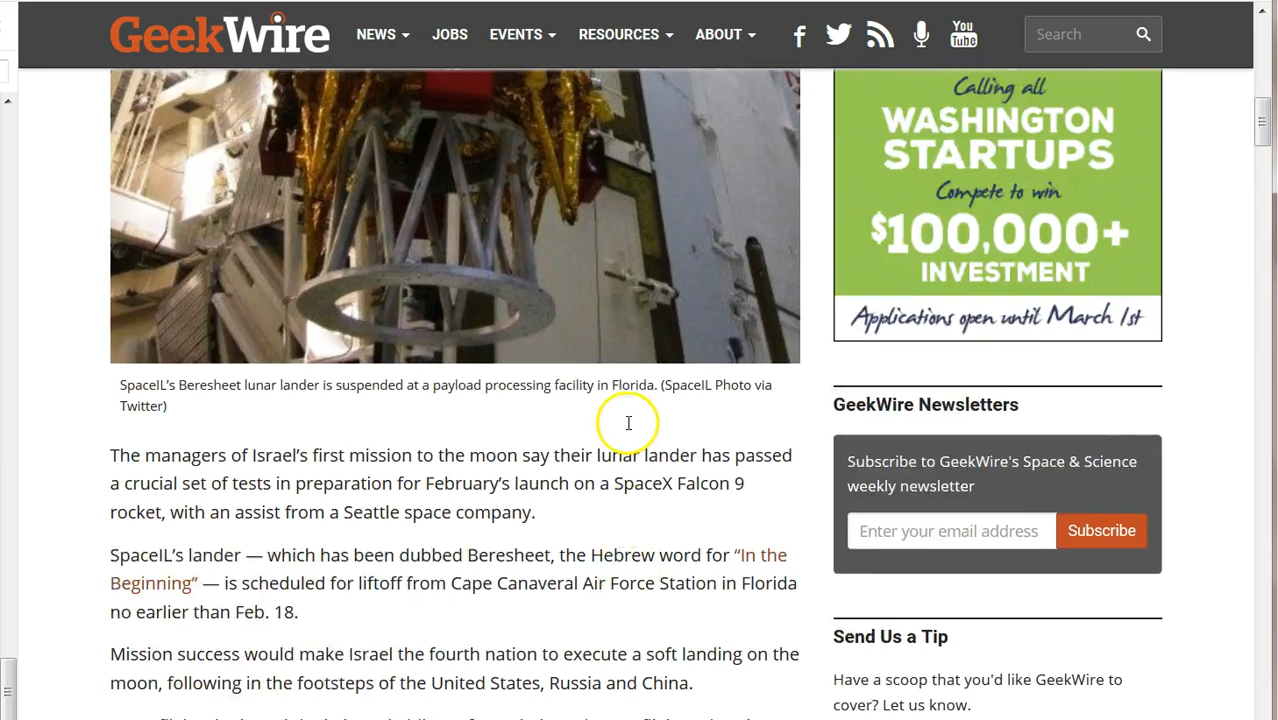 GeekWire
NEWS JOBS EVENTS RESOURCES ABOUT
You
Tube
Search
Calling all
WASHINGTON
STARTUPS
Compete to win
$100,000+
INVESTMENT
Applications open until March 1st
SpaceIL’s Beresheet lunar lander is suspended at a payload processing facility in Florida. (SpaceIL Photo via
Twitter)
The managers of Israel’s first mission to the moon say their lunar lander has passed
a crucial set of tests in preparation for February’s launch on a SpaceX Falcon 9
rocket, with an assist from a Seattle space company.
SpaceIL’s lander — which has been dubbed Beresheet, the Hebrew word for “In the
Beginning” — is scheduled for liftoff from Cape Canaveral Air Force Station in Florida
no earlier than Feb. 18.
Mission success would make Israel the fourth nation to execute a soft landing on the
moon, following in the footsteps of the United States, Russia and China.
GeekWire Newsletters
Subscribe to GeekWire's Space & Science
weekly newsletter
Enter your email address Subscribe
Send Us a Tip
Have a scoop that you'd like GeekWire to
cover? Let us know.